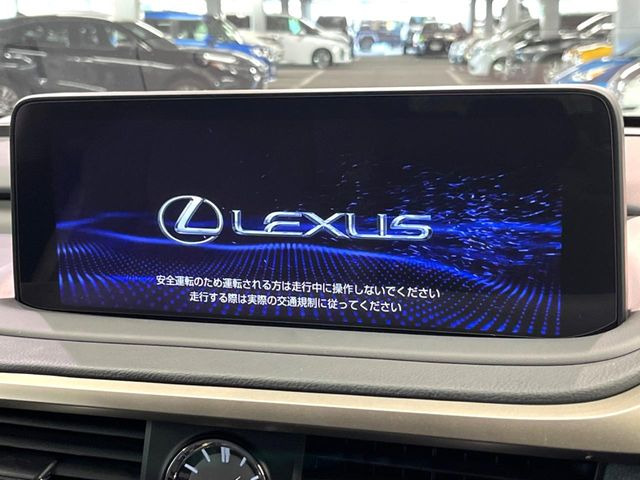 LEXUS
安全運転のため運転される方は走行中に操作しないでください
走行する際は実際の交通規制に従ってください